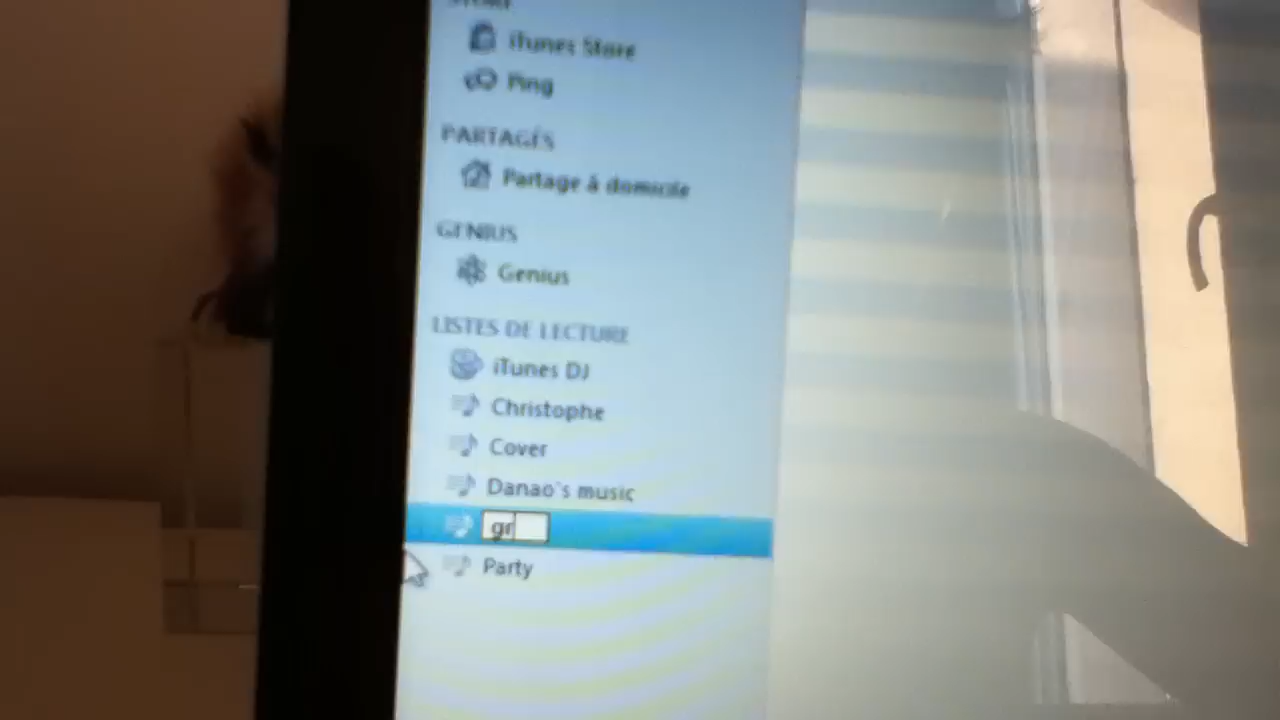 STORE
iTunes Store
Ping
PARTAGÉS
Partage à domicile
GENIUS
Genius
LISTES DE LECTURE
iTunes DJ
Christophe
Cover
Danao's music
gr
Party